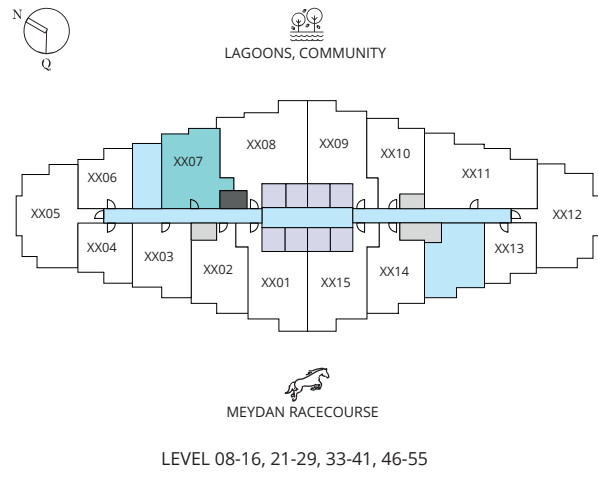 N
Q
LAGOONS, COMMUNITY
XX08
XX09
XX10
XX07
XX11
XX06
XX05
XX12
XX04
XX03
XX02
XX01
XX15
XX14
XX13
MEYDAN RACECOURSE
LEVEL 08-16, 21-29, 33-41, 46-55